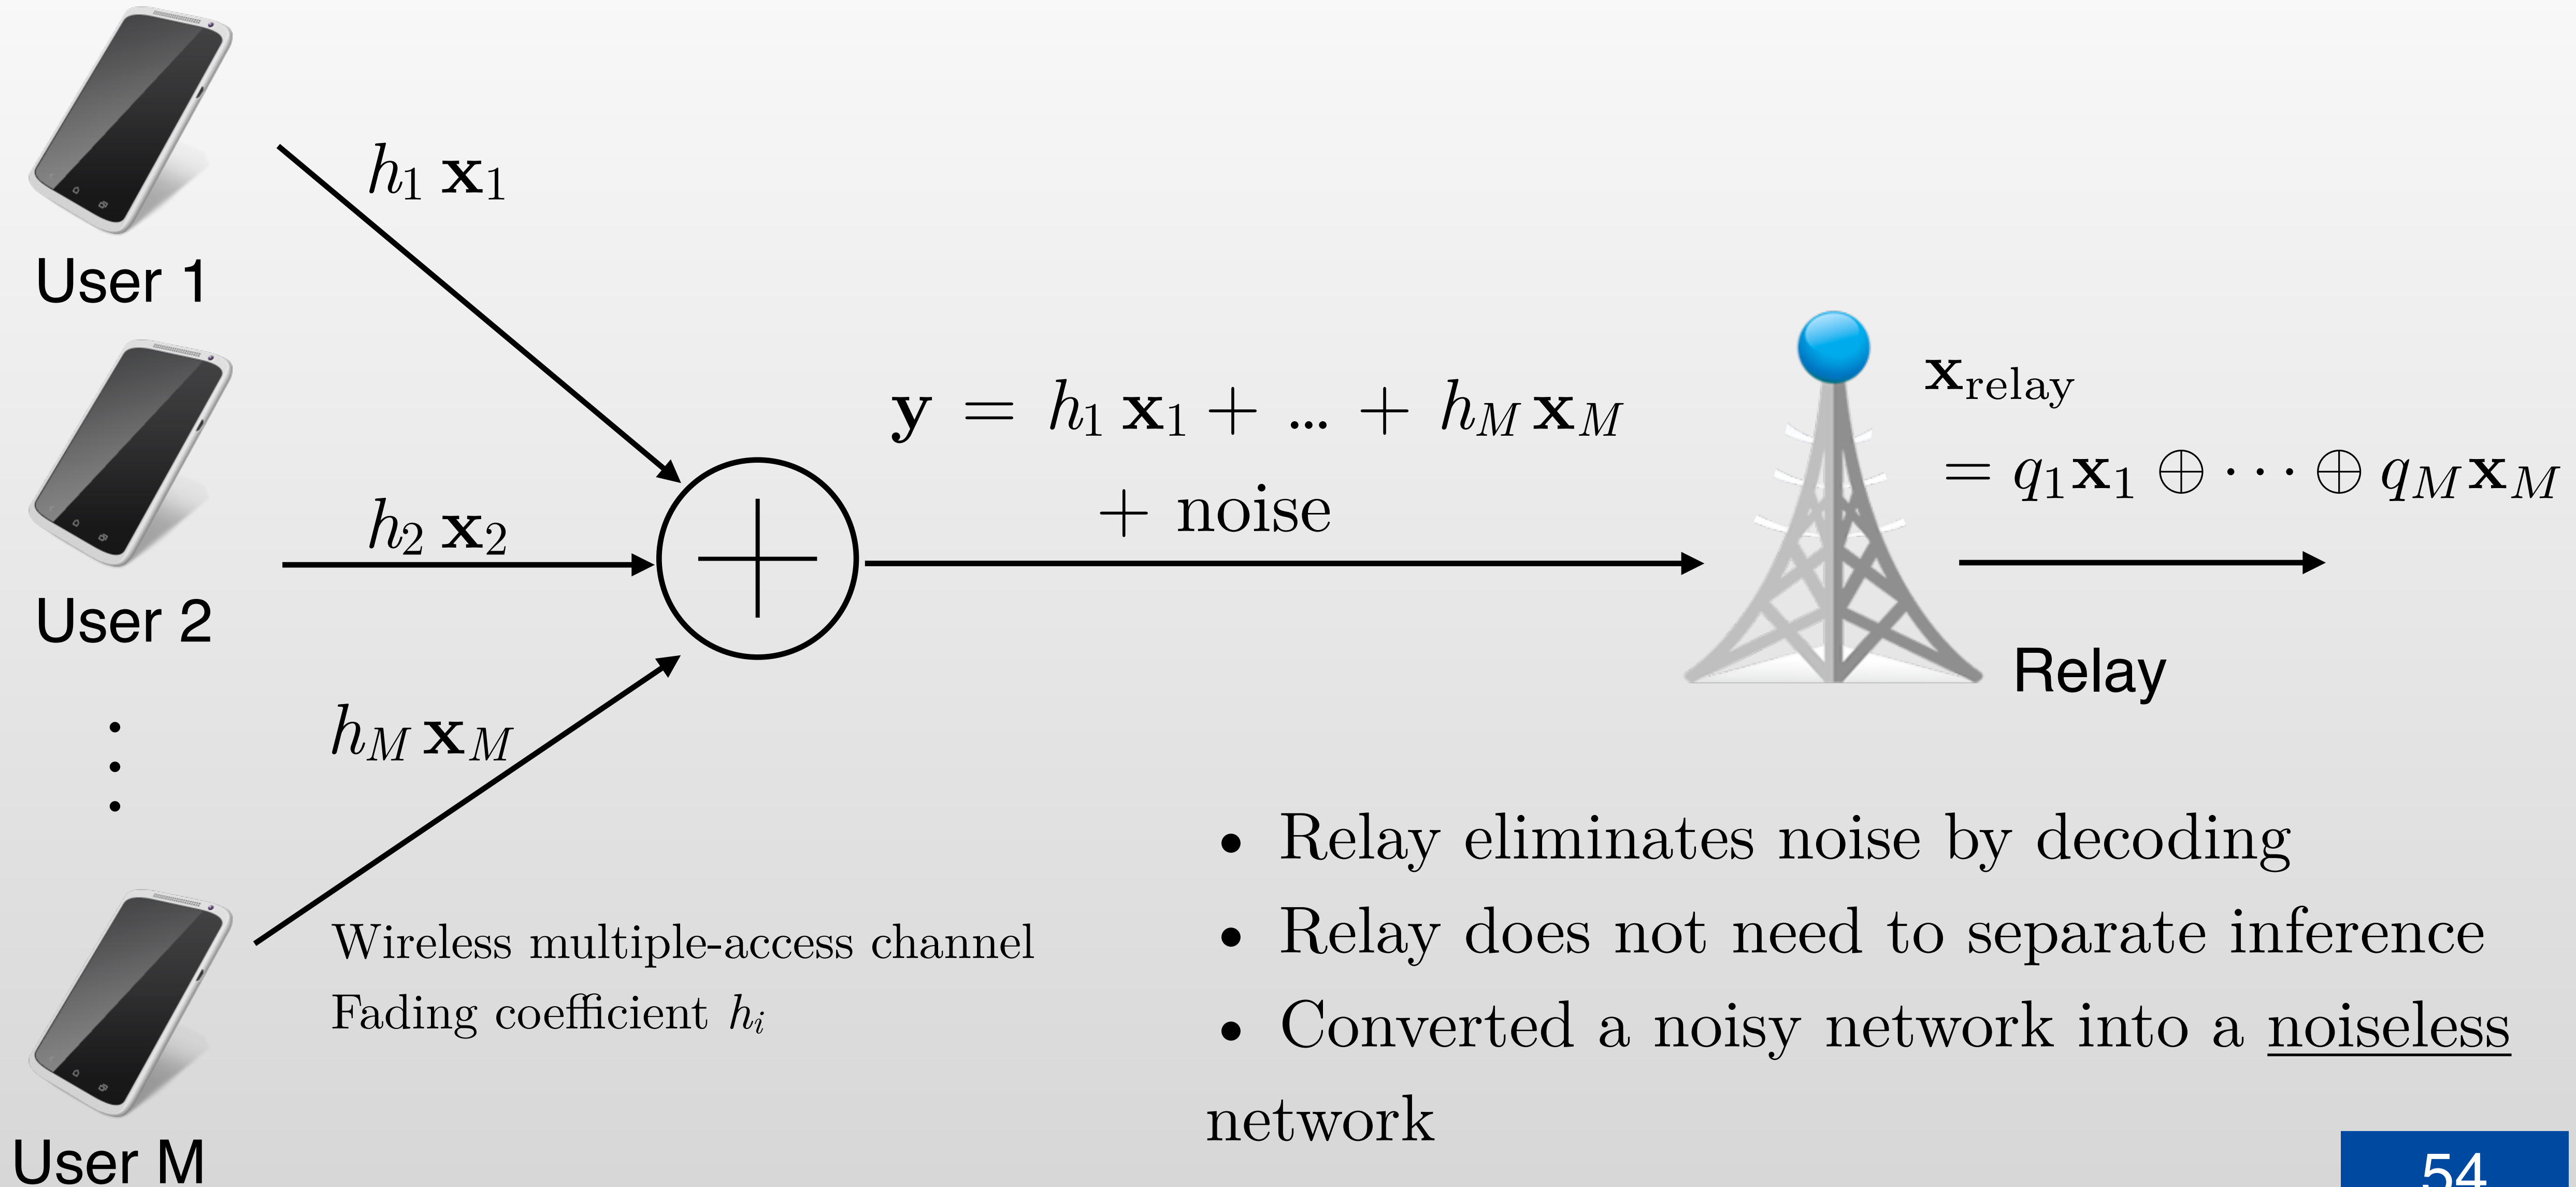 h₁ x₁
User 1
h₂ x₂
User 2
⋮
h_M x_M
User M
Wireless multiple-access channel
Fading coefficient hᵢ
y = h₁ x₁ + … + h_M x_M
+ noise
x_relay
= q₁x₁ ⊕ ⋯ ⊕ q_M x_M
Relay
• Relay eliminates noise by decoding
• Relay does not need to separate inference
• Converted a noisy network into a noiseless
network
54